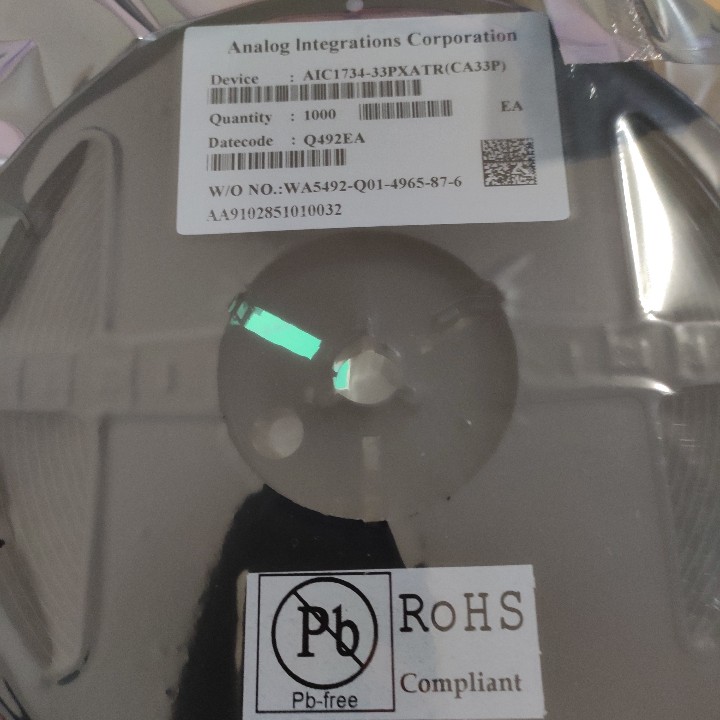 Analog Integrations Corporation
Device : AIC1734-33PXATR(CA33P)
Quantity : 1000 EA
Datecode : Q492EA
W/O NO.:WA5492-Q01-4965-87-6
AA9102851010032
Pb RoHS
Compliant
Pb-free